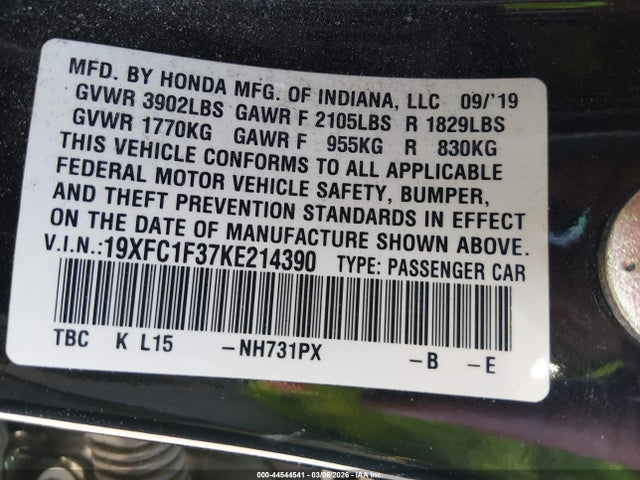 MFD. BY HONDA MFG. OF INDIANA, LLC 09/'19
GVWR 3902LBS GAWR F 2105LBS R 1829LBS
GVWR 1770KG GAWR F 955KG R 830KG
THIS VEHICLE CONFORMS TO ALL APPLICABLE
FEDERAL MOTOR VEHICLE SAFETY, BUMPER,
AND THEFT PREVENTION STANDARDS IN EFFECT
ON THE DATE OF MANUFACTURE SHOWN ABOVE.
V.I.N.:19XFC1F37KE214390 TYPE: PASSENGER CAR
TBC K L15 -NH731PX -B -E
000-44544541 - 03/06/2026 - IAA Inc.